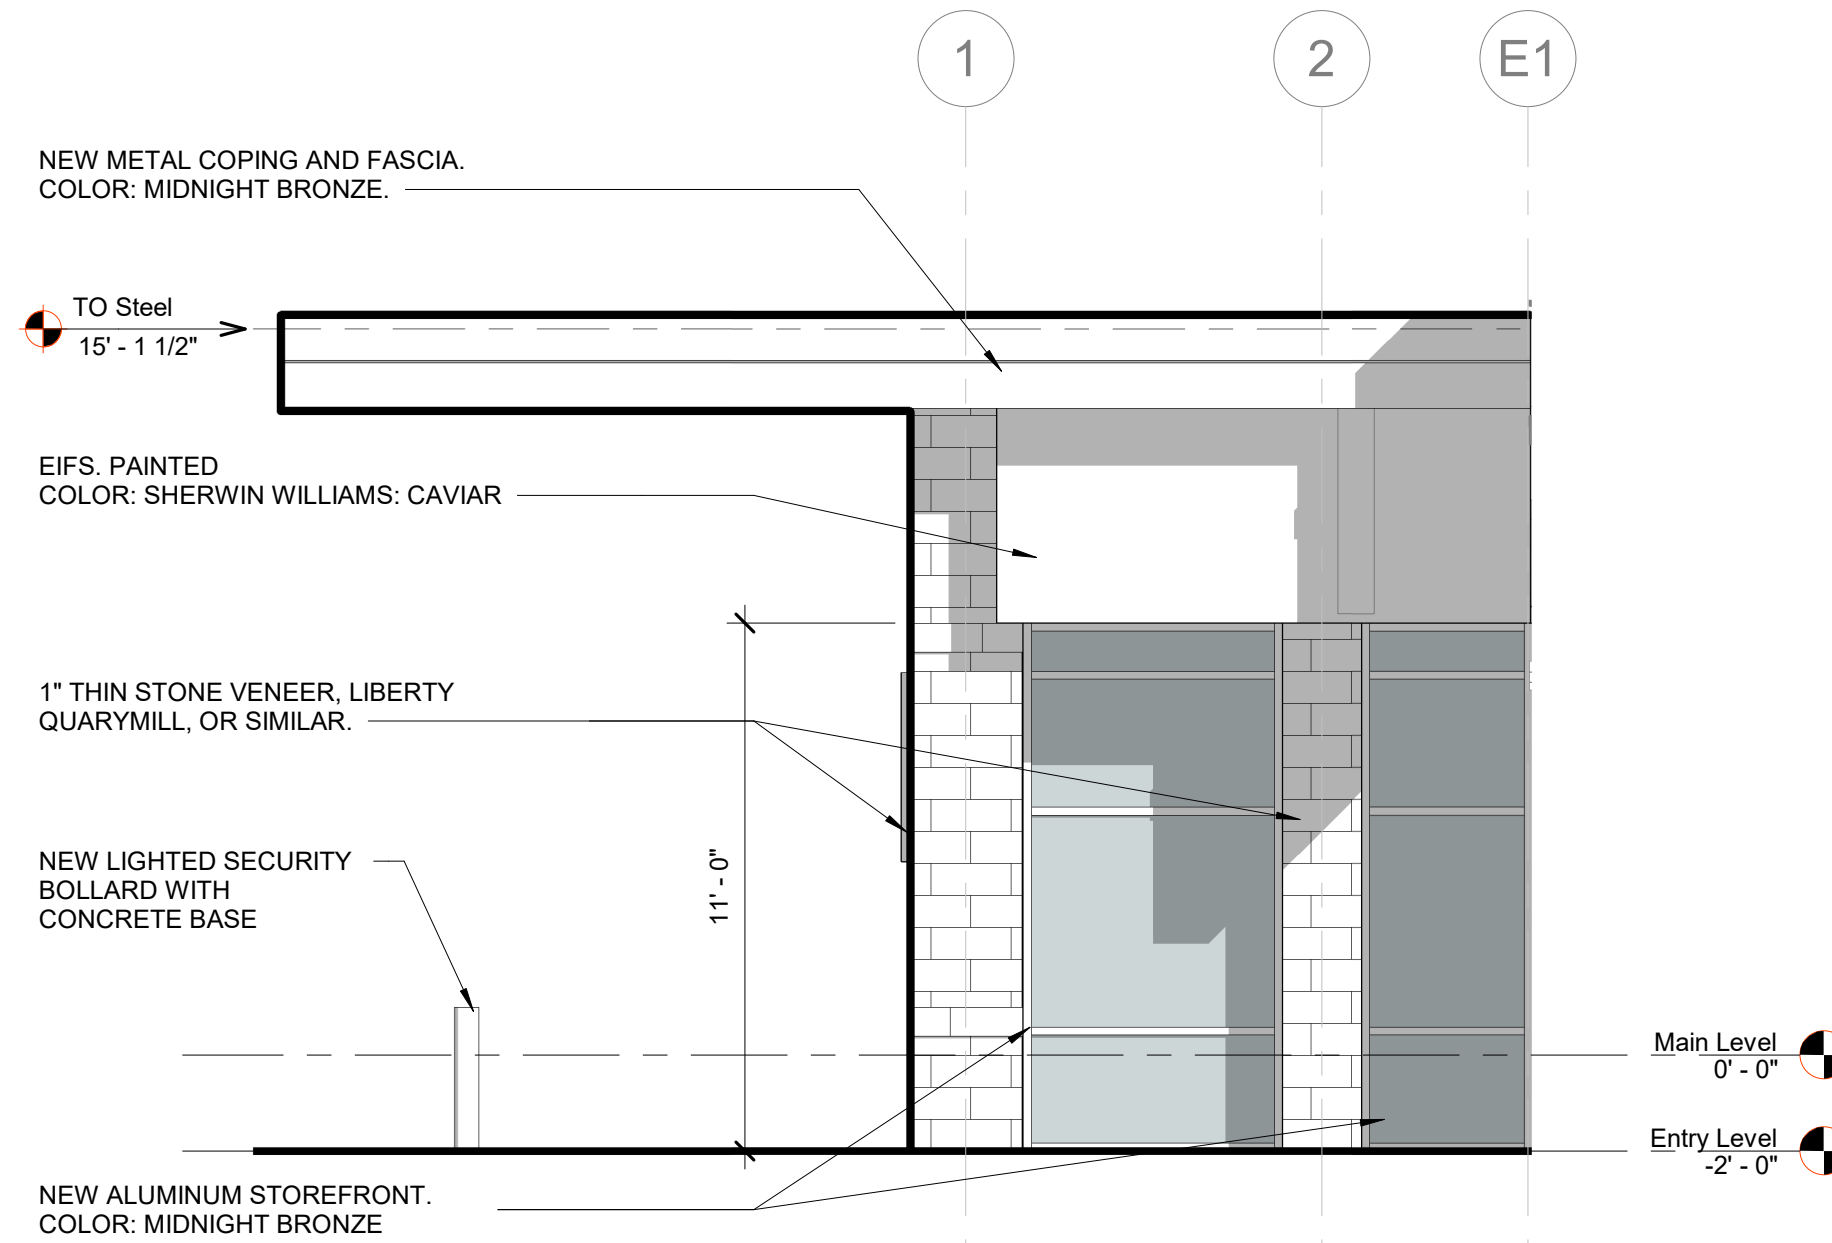 1
2
E1
NEW METAL COPING AND FASCIA.
COLOR: MIDNIGHT BRONZE.
TO Steel
15' - 1 1/2"
EIFS. PAINTED
COLOR: SHERWIN WILLIAMS: CAVIAR
1" THIN STONE VENEER, LIBERTY
QUARYMILL, OR SIMILAR.
NEW LIGHTED SECURITY
BOLLARD WITH
CONCRETE BASE
11' - 0"
Main Level
0' - 0"
Entry Level
-2' - 0"
NEW ALUMINUM STOREFRONT.
COLOR: MIDNIGHT BRONZE